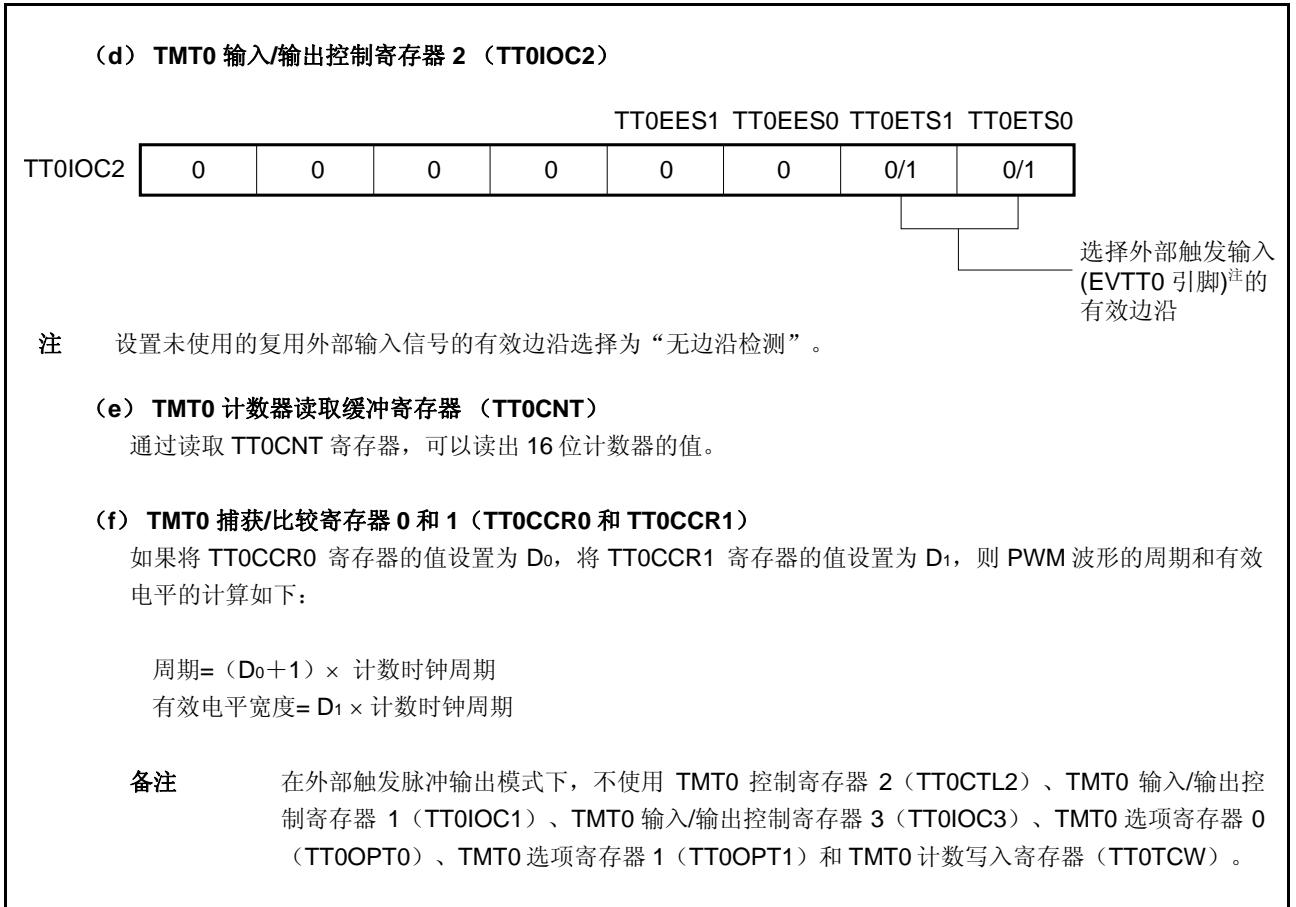 （d） TMT0 输入/输出控制寄存器 2 （TT0IOC2）
TT0EES1 TT0EES0 TT0ETS1 TT0ETS0
TT0IOC2 0 0 0 0 0 0 0/1 0/1
选择外部触发输入
(EVTT0 引脚)注的
有效边沿
注 设置未使用的复用外部输入信号的有效边沿选择为“无边沿检测”。
（e） TMT0 计数器读取缓冲寄存器 （TT0CNT）
通过读取 TT0CNT 寄存器，可以读出 16 位计数器的值。
（f） TMT0 捕获/比较寄存器 0 和 1（TT0CCR0 和 TT0CCR1）
如果将 TT0CCR0 寄存器的值设置为 D0，将 TT0CCR1 寄存器的值设置为 D1，则 PWM 波形的周期和有效
电平的计算如下：
周期=（D0＋1）× 计数时钟周期
有效电平宽度= D1 × 计数时钟周期
备注 在外部触发脉冲输出模式下，不使用 TMT0 控制寄存器 2（TT0CTL2）、TMT0 输入/输出控
制寄存器 1（TT0IOC1）、TMT0 输入/输出控制寄存器 3（TT0IOC3）、TMT0 选项寄存器 0
（TT0OPT0）、TMT0 选项寄存器 1（TT0OPT1）和 TMT0 计数写入寄存器（TT0TCW）。